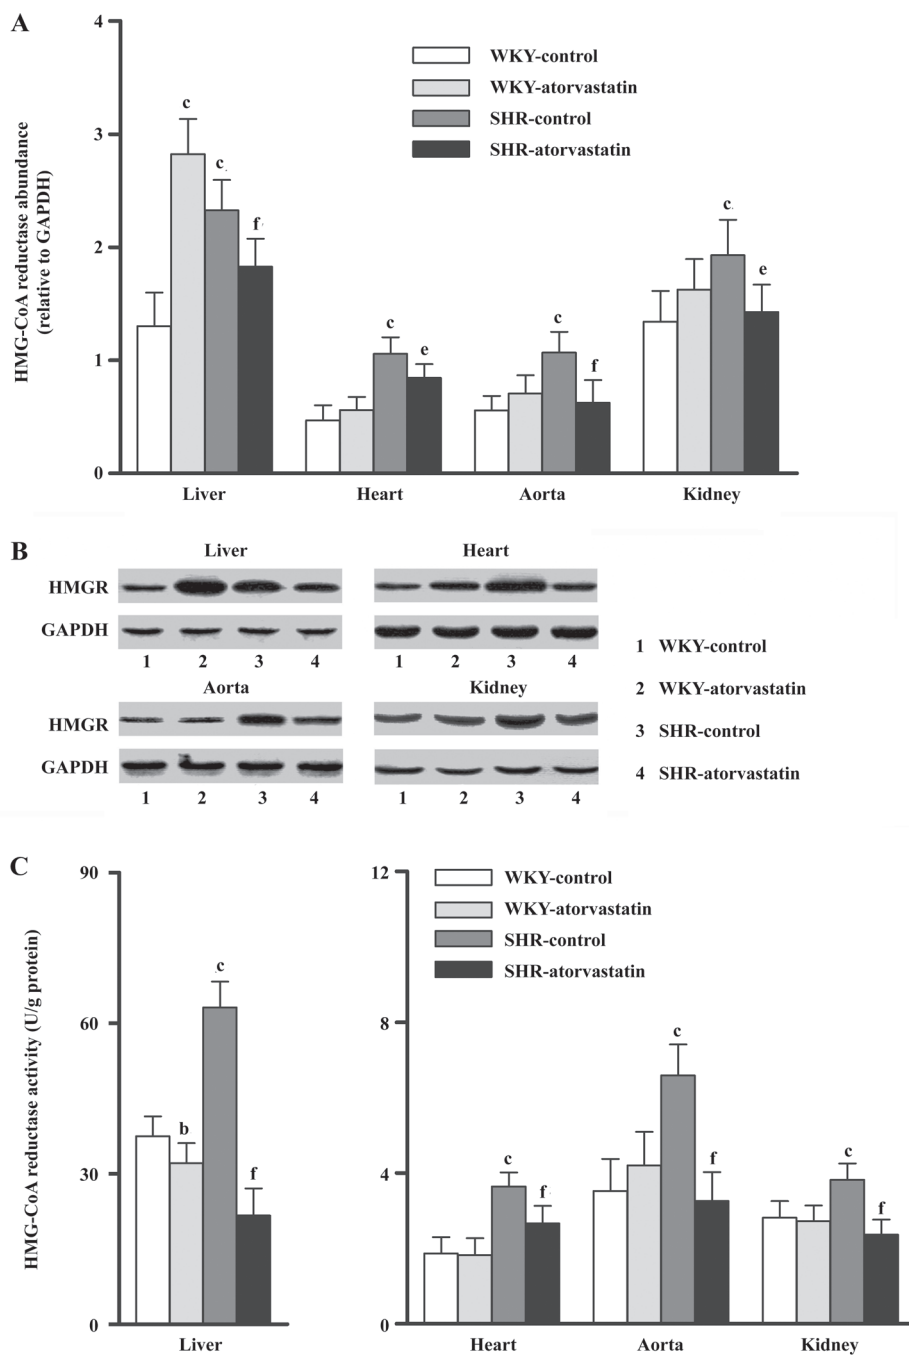 A
4
3
2
1
0
HMG-CoA reductase abundance
(relative to GAPDH)
WKY-control
WKY-atorvastatin
SHR-control
SHR-atorvastatin
c
c
f
c
e
c
f
c
e
Liver
Heart
Aorta
Kidney
B
Liver
Heart
HMGR
GAPDH
1 2 3 4
1 2 3 4
Aorta
Kidney
HMGR
GAPDH
1 2 3 4
1 2 3 4
1 WKY-control
2 WKY-atorvastatin
3 SHR-control
4 SHR-atorvastatin
C
90
60
30
0
HMG-CoA reductase activity (U/g protein)
b
c
f
Liver
12
8
4
0
WKY-control
WKY-atorvastatin
SHR-control
SHR-atorvastatin
c
f
c
f
c
f
Heart
Aorta
Kidney